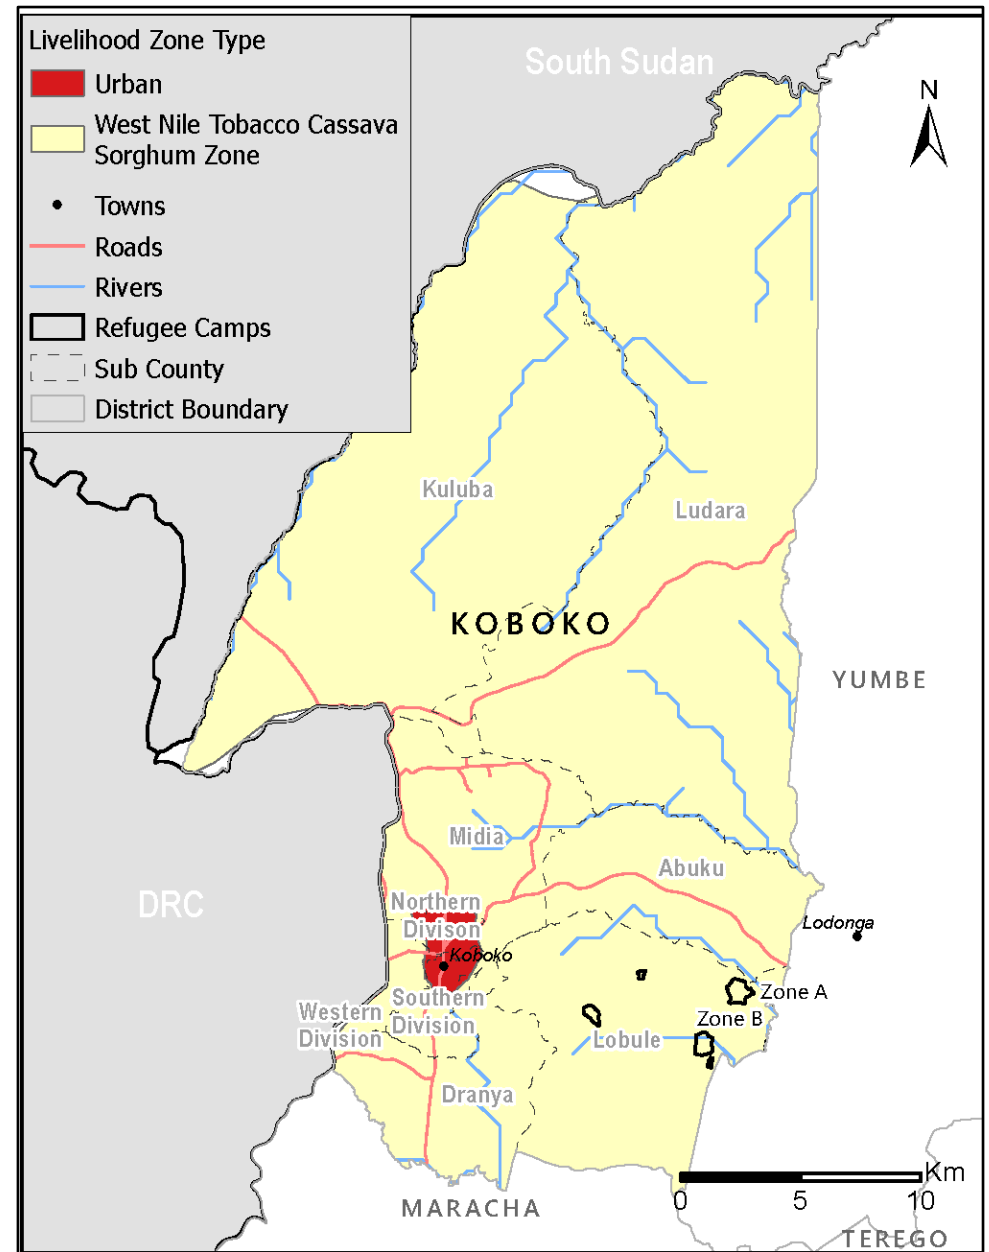 Livelihood Zone Type
Urban
West Nile Tobacco Cassava
Sorghum Zone
Towns
Roads
Rivers
Refugee Camps
Sub County
District Boundary
South Sudan
N
Kuluba
Ludara
KOBOKO
YUMBE
Midia
Abuku
DRC
Northern
Divison
Lodonga
Koboko
Southern
Division
Western
Division
Zone A
Zone B
Lobule
Dranya
Km
0 5 10
MARACHA
TEREGO